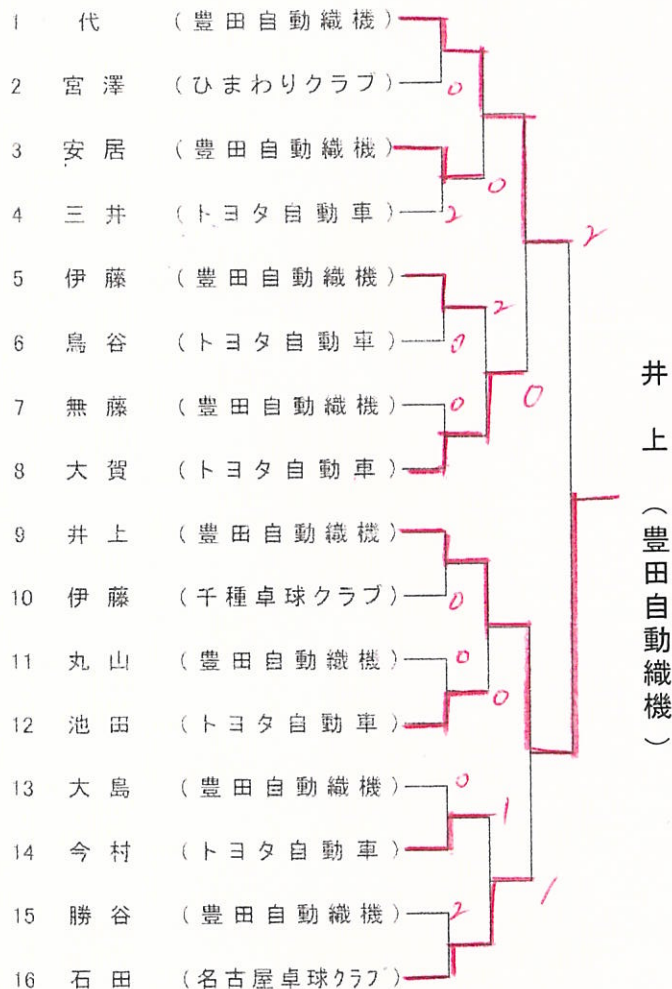 1 代 (豊田自動織機)
2 宮澤 (ひまわりクラブ) 0
3 安居 (豊田自動織機) 0
4 三井 (トヨタ自動車) 2
2
5 伊藤 (豊田自動織機) 2
6 鳥谷 (トヨタ自動車) 0
7 無藤 (豊田自動織機) 0 0
8 大賀 (トヨタ自動車)
9 井上 (豊田自動織機)
10 伊藤 (千種卓球クラブ) 0
11 丸山 (豊田自動織機) 0
12 池田 (トヨタ自動車) 0
13 大島 (豊田自動織機) 0 1
14 今村 (トヨタ自動車)
15 勝谷 (豊田自動織機) 2 1
16 石田 (名古屋卓球クラブ)
井上 (豊田自動織機)